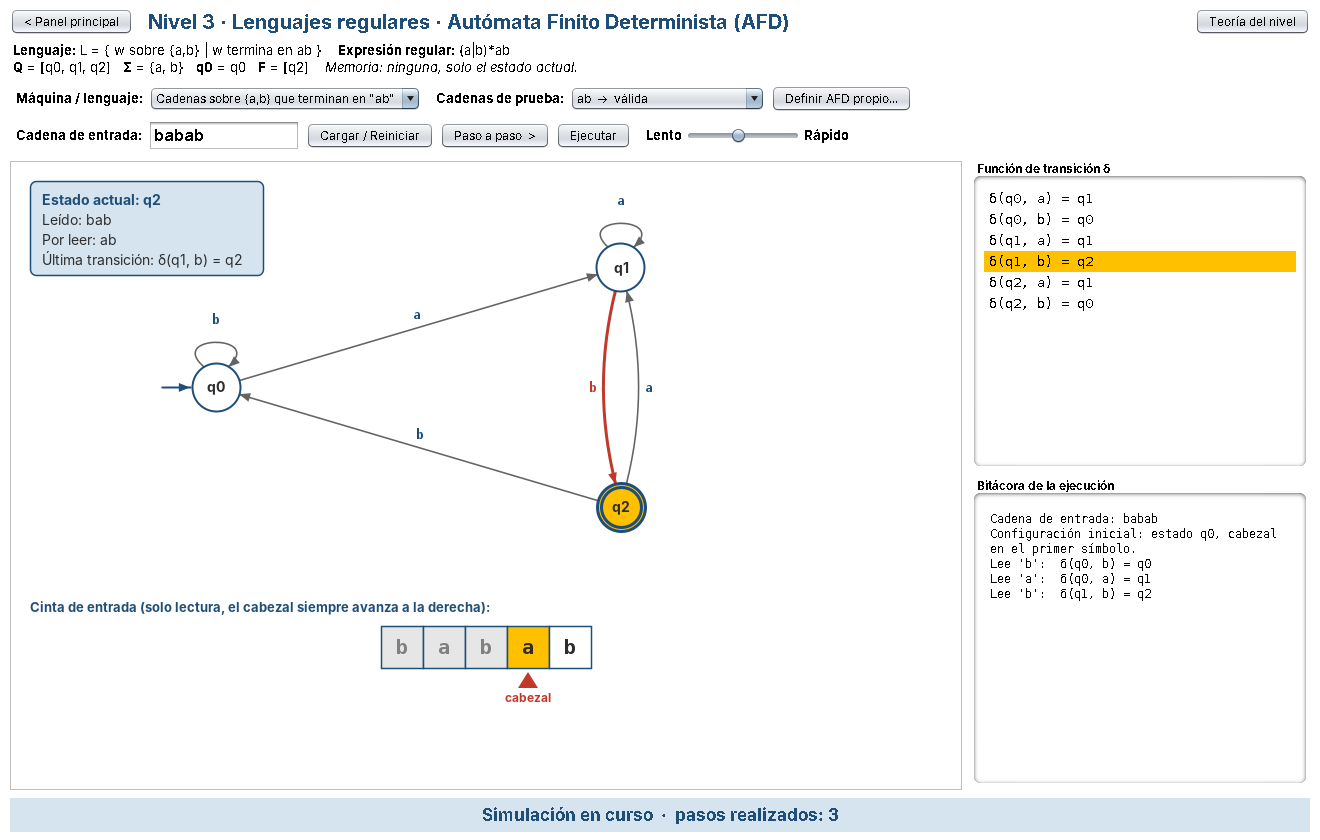 < Panel principal   Nivel 3 · Lenguajes regulares · Autómata Finito Determinista (AFD)   Teoría del nivel
Lenguaje: L = { w sobre {a,b} | w termina en ab }   Expresión regular: (a|b)*ab
Q = [q0, q1, q2]   Σ = {a, b}   q0 = q0   F = [q2]   Memoria: ninguna, solo el estado actual.
Máquina / lenguaje: Cadenas sobre {a,b} que terminan en "ab"   Cadenas de prueba: ab → válida   Definir AFD propio...
Cadena de entrada: babab   Cargar / Reiniciar   Paso a paso >   Ejecutar   Lento   Rápido
Estado actual: q2
Leído: bab
Por leer: ab
Última transición: δ(q1, b) = q2
a
q1
b
a
q0
b
a
b
q2
Cinta de entrada (solo lectura, el cabezal siempre avanza a la derecha):
b a b a b
cabezal
Función de transición δ
δ(q0, a) = q1
δ(q0, b) = q0
δ(q1, a) = q1
δ(q1, b) = q2
δ(q2, a) = q1
δ(q2, b) = q0
Bitácora de la ejecución
Cadena de entrada: babab
Configuración inicial: estado q0, cabezal
en el primer símbolo.
Lee 'b':  δ(q0, b) = q0
Lee 'a':  δ(q0, a) = q1
Lee 'b':  δ(q1, b) = q2
Simulación en curso · pasos realizados: 3